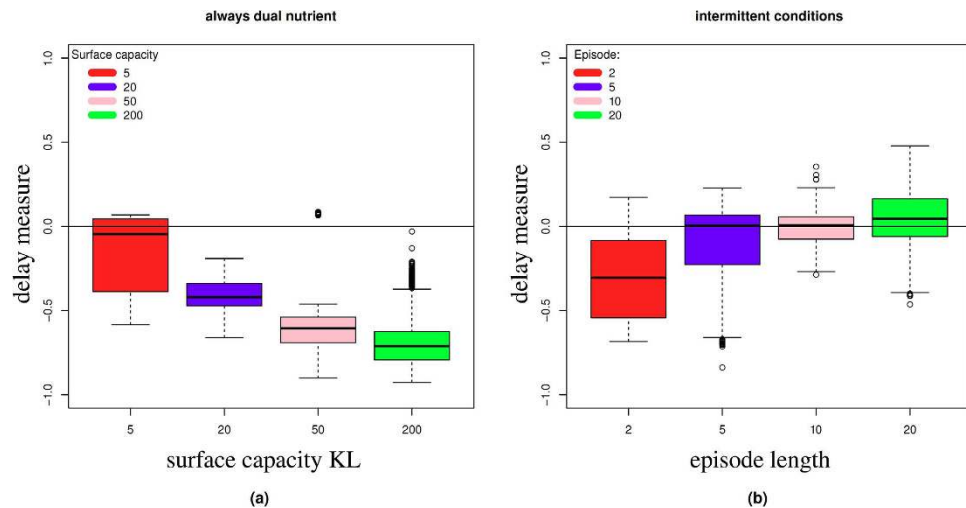 always dual nutrient
Surface capacity
5
20
50
200
delay measure
1.0
0.5
0.0
-0.5
-1.0
5 20 50 200
surface capacity KL
(a)
intermittent conditions
Episode:
2
5
10
20
delay measure
1.0
0.5
0.0
-0.5
-1.0
2 5 10 20
episode length
(b)